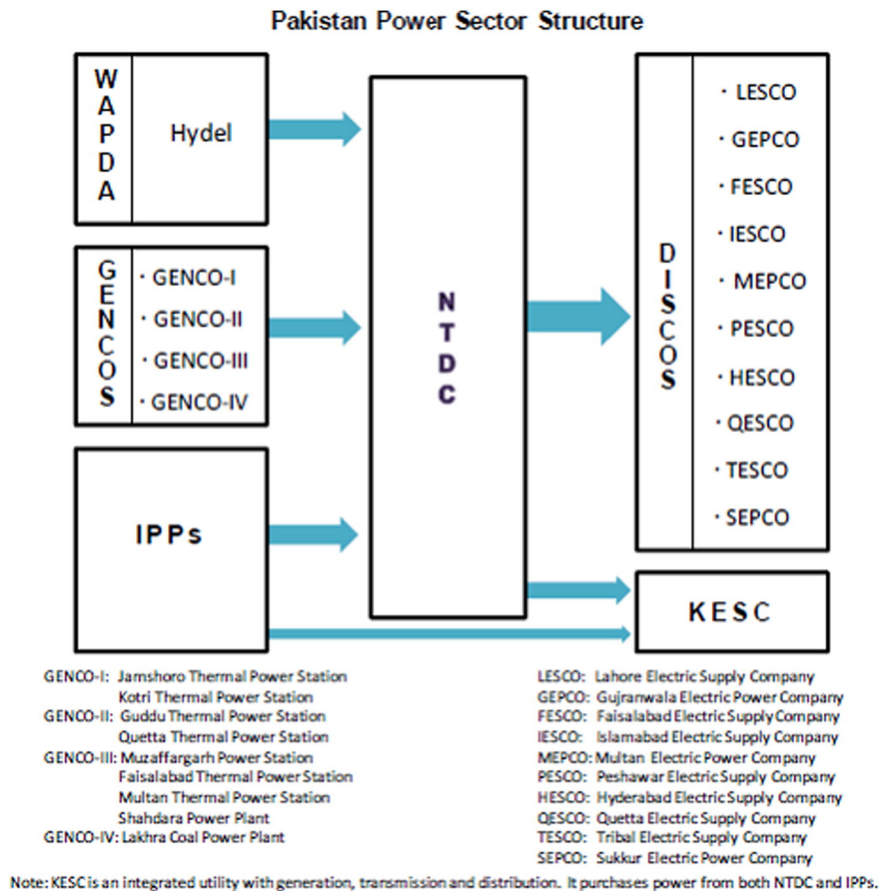 Pakistan Power Sector Structure
WAPDA
Hydel
GENCOS
· GENCO-I
· GENCO-II
· GENCO-III
· GENCO-IV
IPPs
NTDC
DISCOS
· LESCO
· GEPCO
· FESCO
· IESCO
· MEPCO
· PESCO
· HESCO
· QESCO
· TESCO
· SEPCO
KESC
GENCO-I: Jamshoro Thermal Power Station
Kotri Thermal Power Station
GENCO-II: Guddu Thermal Power Station
Quetta Thermal Power Station
GENCO-III: Muzaffargarh Power Station
Faisalabad Thermal Power Station
Multan Thermal Power Station
Shahdara Power Plant
GENCO-IV: Lakhra Coal Power Plant
LESCO: Lahore Electric Supply Company
GEPCO: Gujranwala Electric Power Company
FESCO: Faisalabad Electric Supply Company
IESCO: Islamabad Electric Supply Company
MEPCO: Multan Electric Power Company
PESCO: Peshawar Electric Supply Company
HESCO: Hyderabad Electric Supply Company
QESCO: Quetta Electric Supply Company
TESCO: Tribal Electric Supply Company
SEPCO: Sukkur Electric Power Company
Note: KESC is an integrated utility with generation, transmission and distribution. It purchases power from both NTDC and IPPs.